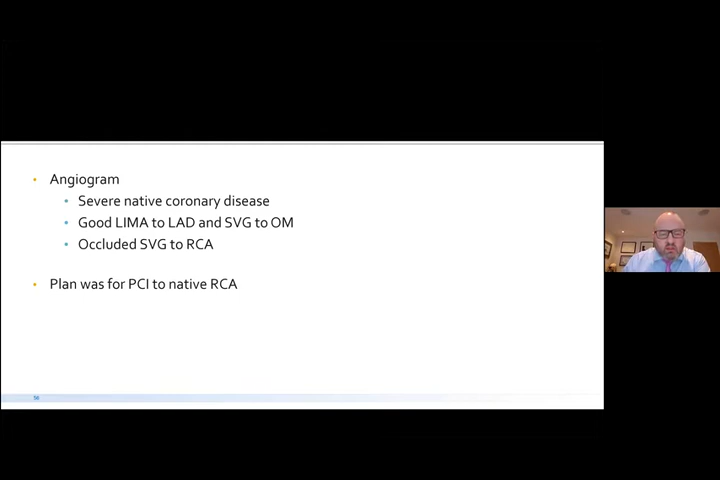 Angiogram
Severe native coronary disease
Good LIMA to LAD and SVG to OM
Occluded SVG to RCA
Plan was for PCI to native RCA
56